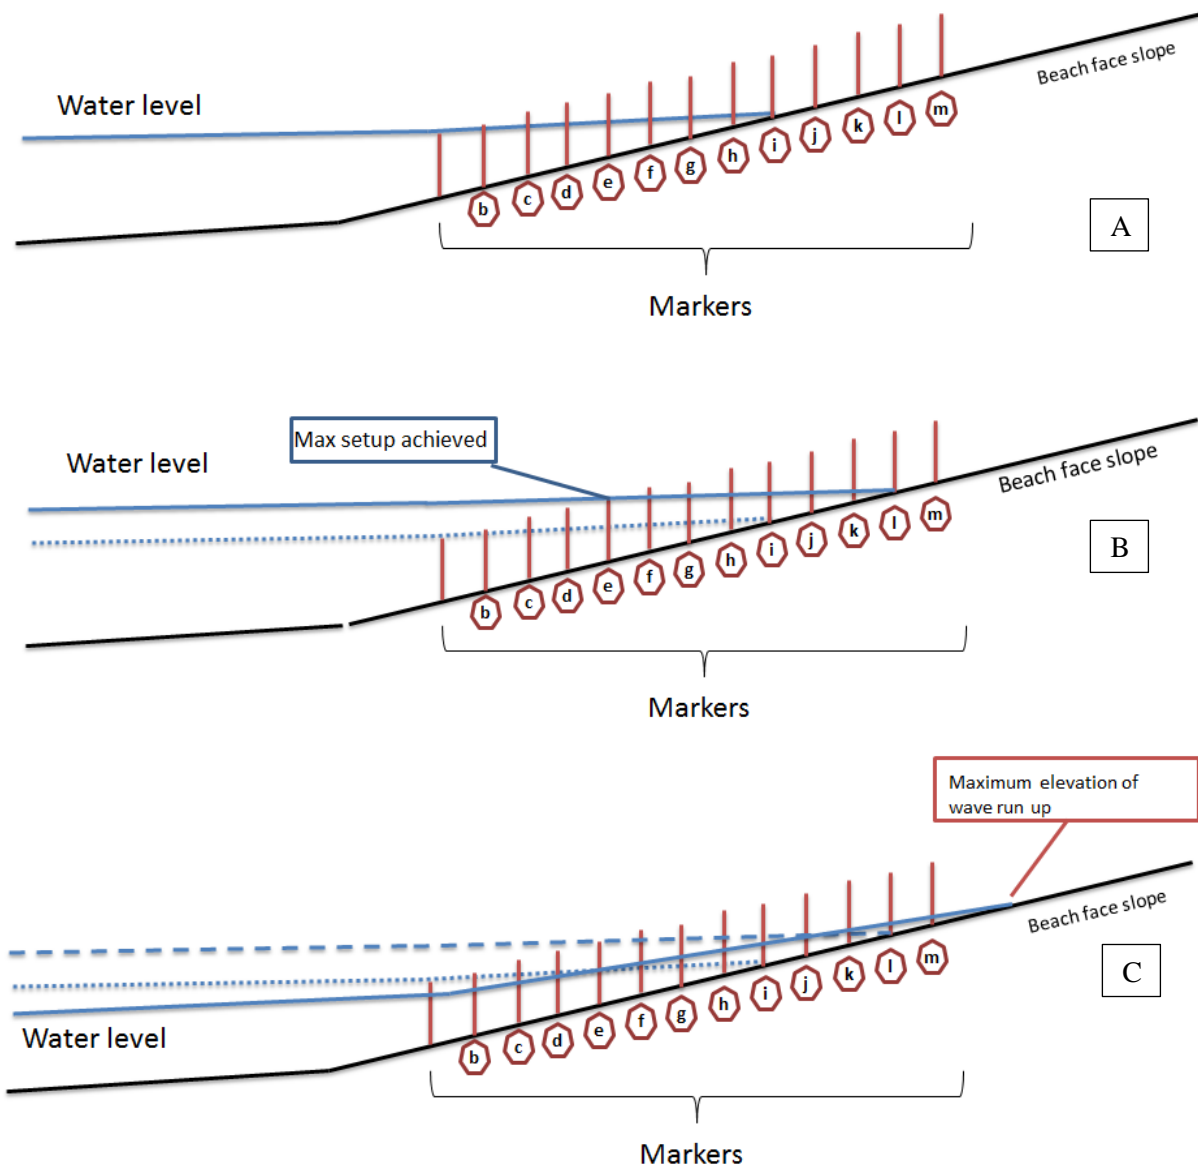 Water level
Beach face slope
b c d e f g h i j k l m
A
Markers
Max setup achieved
Water level
Beach face slope
b c d e f g h i j k l m
B
Markers
Maximum elevation of
wave run up
Beach face slope
b c d e f g h i j k l m
C
Water level
Markers